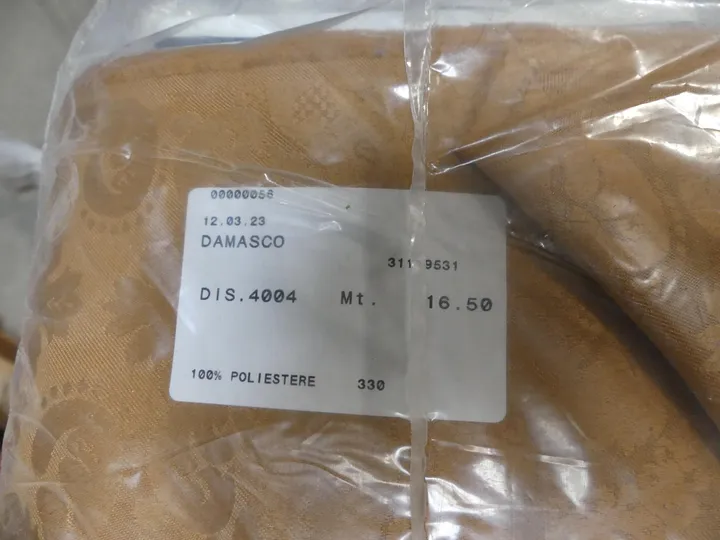 00000056
12.03.23
DAMASCO
DIS.4004 Mt. 16.50
100% POLIESTERE 330